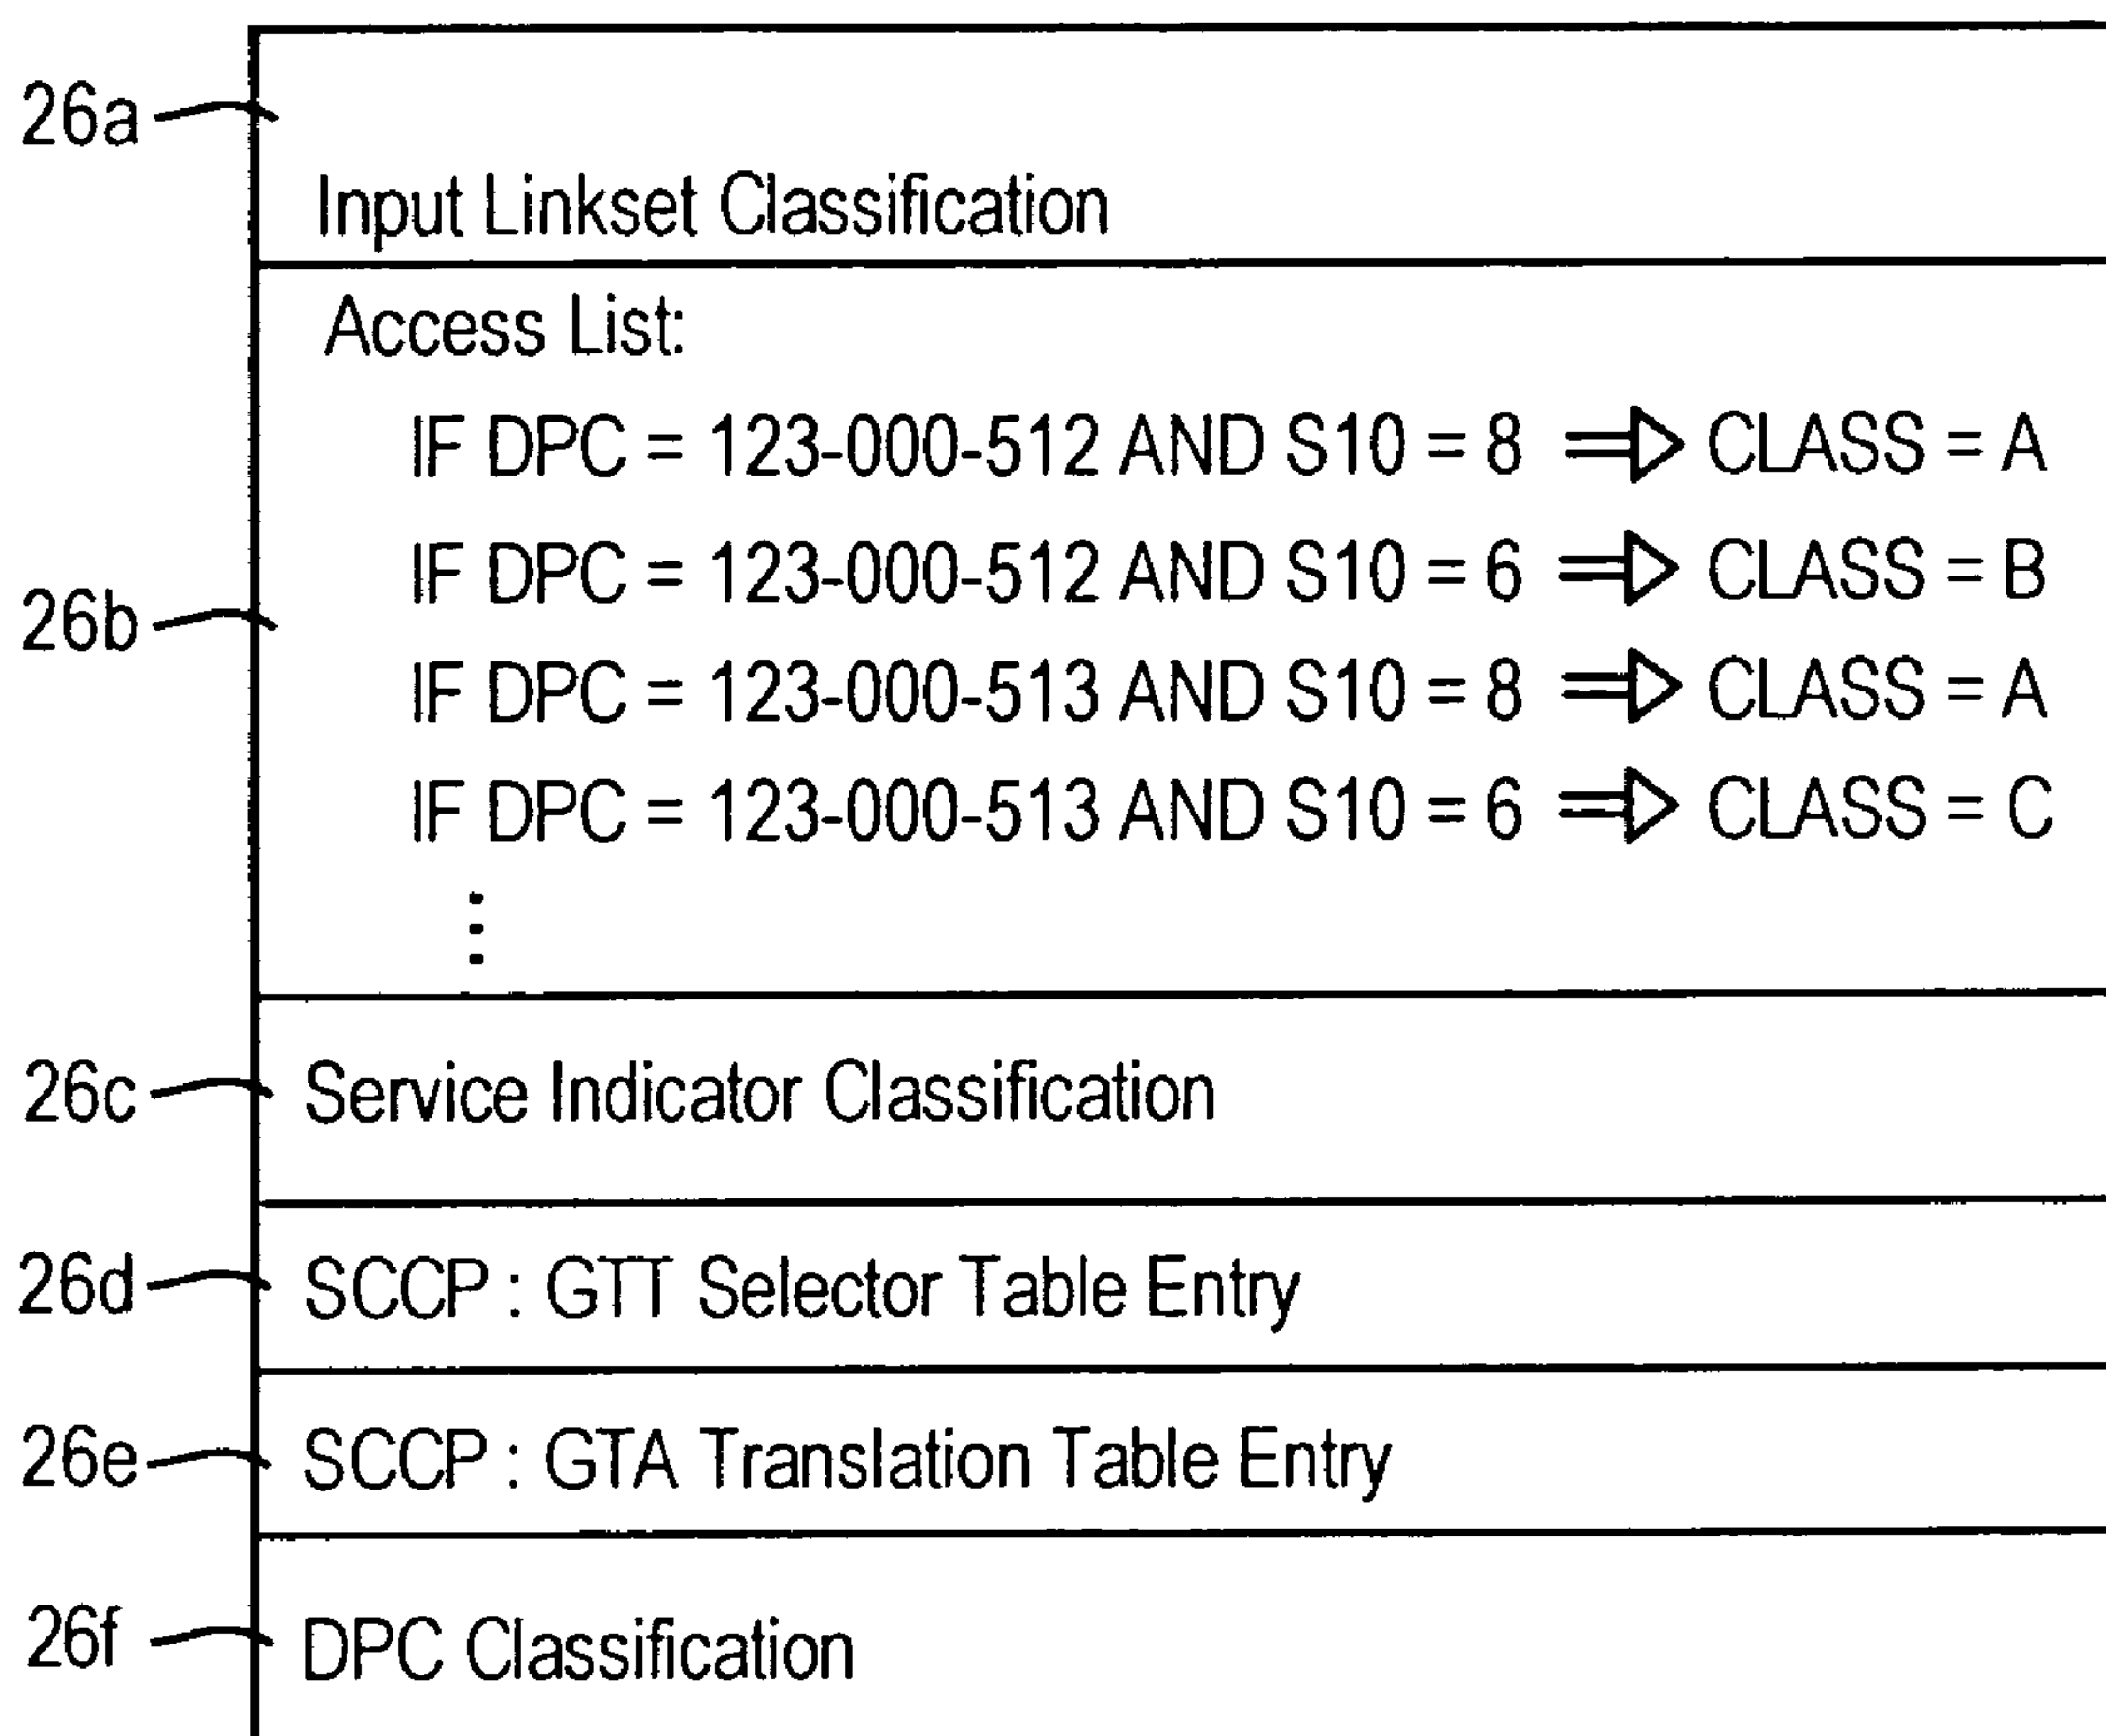 26a
Input Linkset Classification
Access List:
IF DPC = 123-000-512 AND S10 = 8 ⇒ CLASS = A
IF DPC = 123-000-512 AND S10 = 6 ⇒ CLASS = B
26b
IF DPC = 123-000-513 AND S10 = 8 ⇒ CLASS = A
IF DPC = 123-000-513 AND S10 = 6 ⇒ CLASS = C
⋮
26c Service Indicator Classification
26d SCCP : GTT Selector Table Entry
26e SCCP : GTA Translation Table Entry
26f DPC Classification